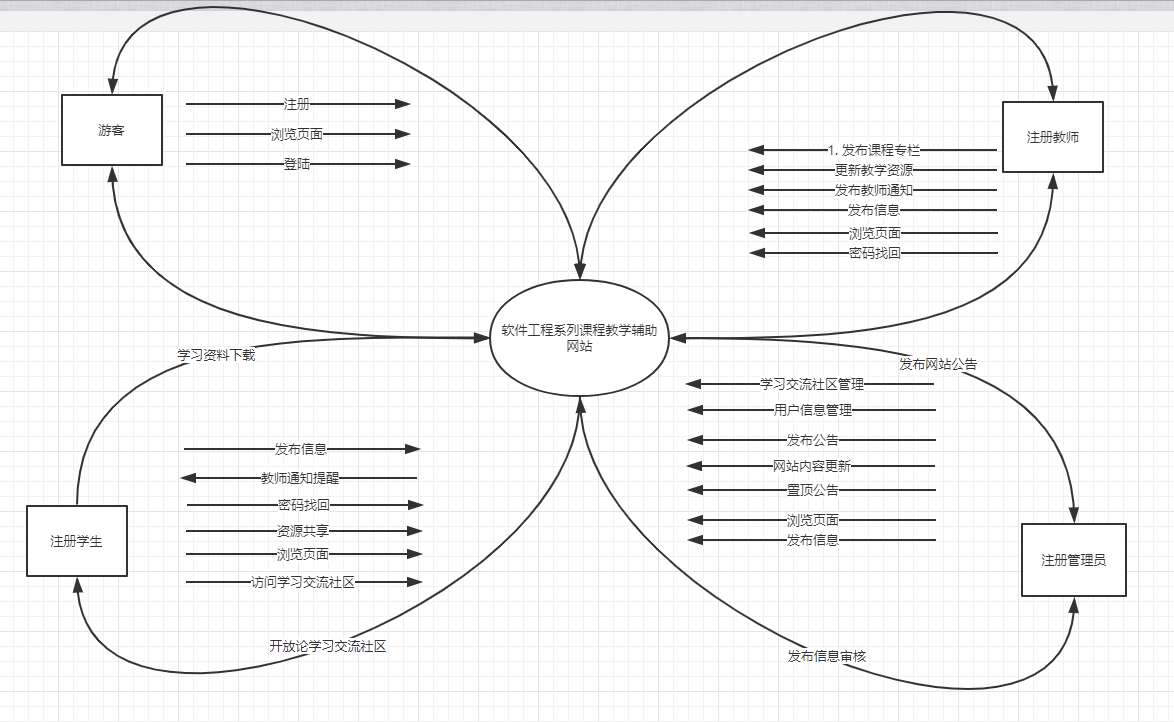 游客
注册
浏览页面
登陆
注册教师
1. 发布课程专栏
更新教学资源
发布教师通知
发布信息
浏览页面
密码找回
软件工程系列课程教学辅助
网站
学习资料下载
发布网站公告
学习交流社区管理
用户信息管理
发布公告
网站内容更新
置顶公告
浏览页面
发布信息
注册管理员
发布信息
教师通知提醒
密码找回
资源共享
浏览页面
访问学习交流社区
注册学生
开放论学习交流社区
发布信息审核